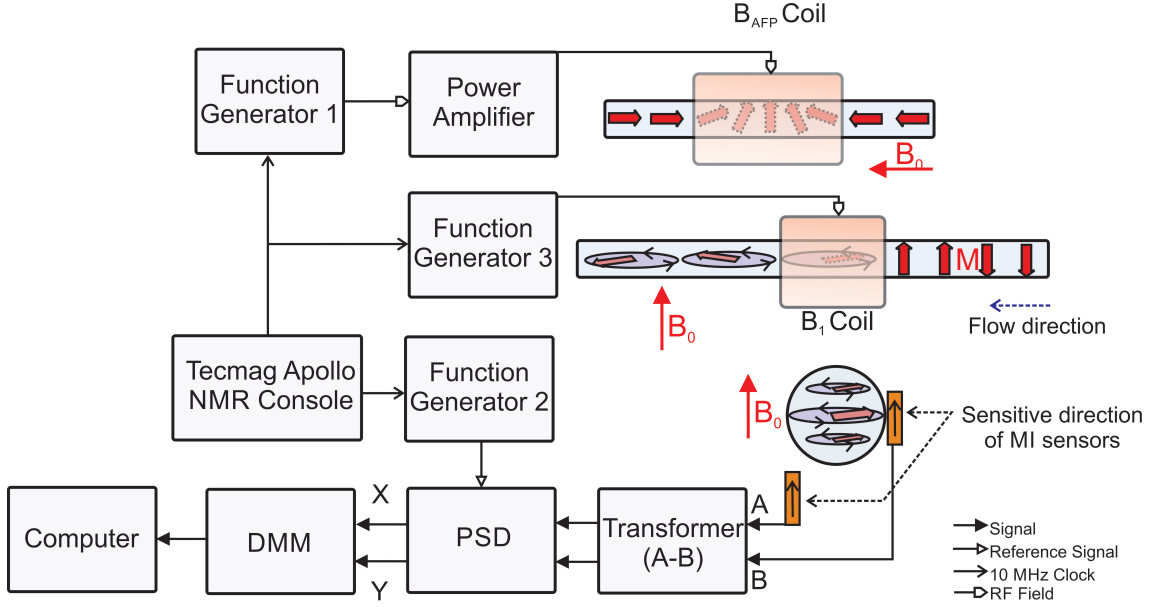 B_AFP Coil
Function
Generator 1
Power
Amplifier
B_0
Function
Generator 3
M
B_0
B_1 Coil
Flow direction
Tecmag Apollo
NMR Console
Function
Generator 2
B_0
Sensitive direction
of MI sensors
Computer
DMM
X
Y
PSD
Transformer
(A-B)
A
B
Signal
Reference Signal
10 MHz Clock
RF Field